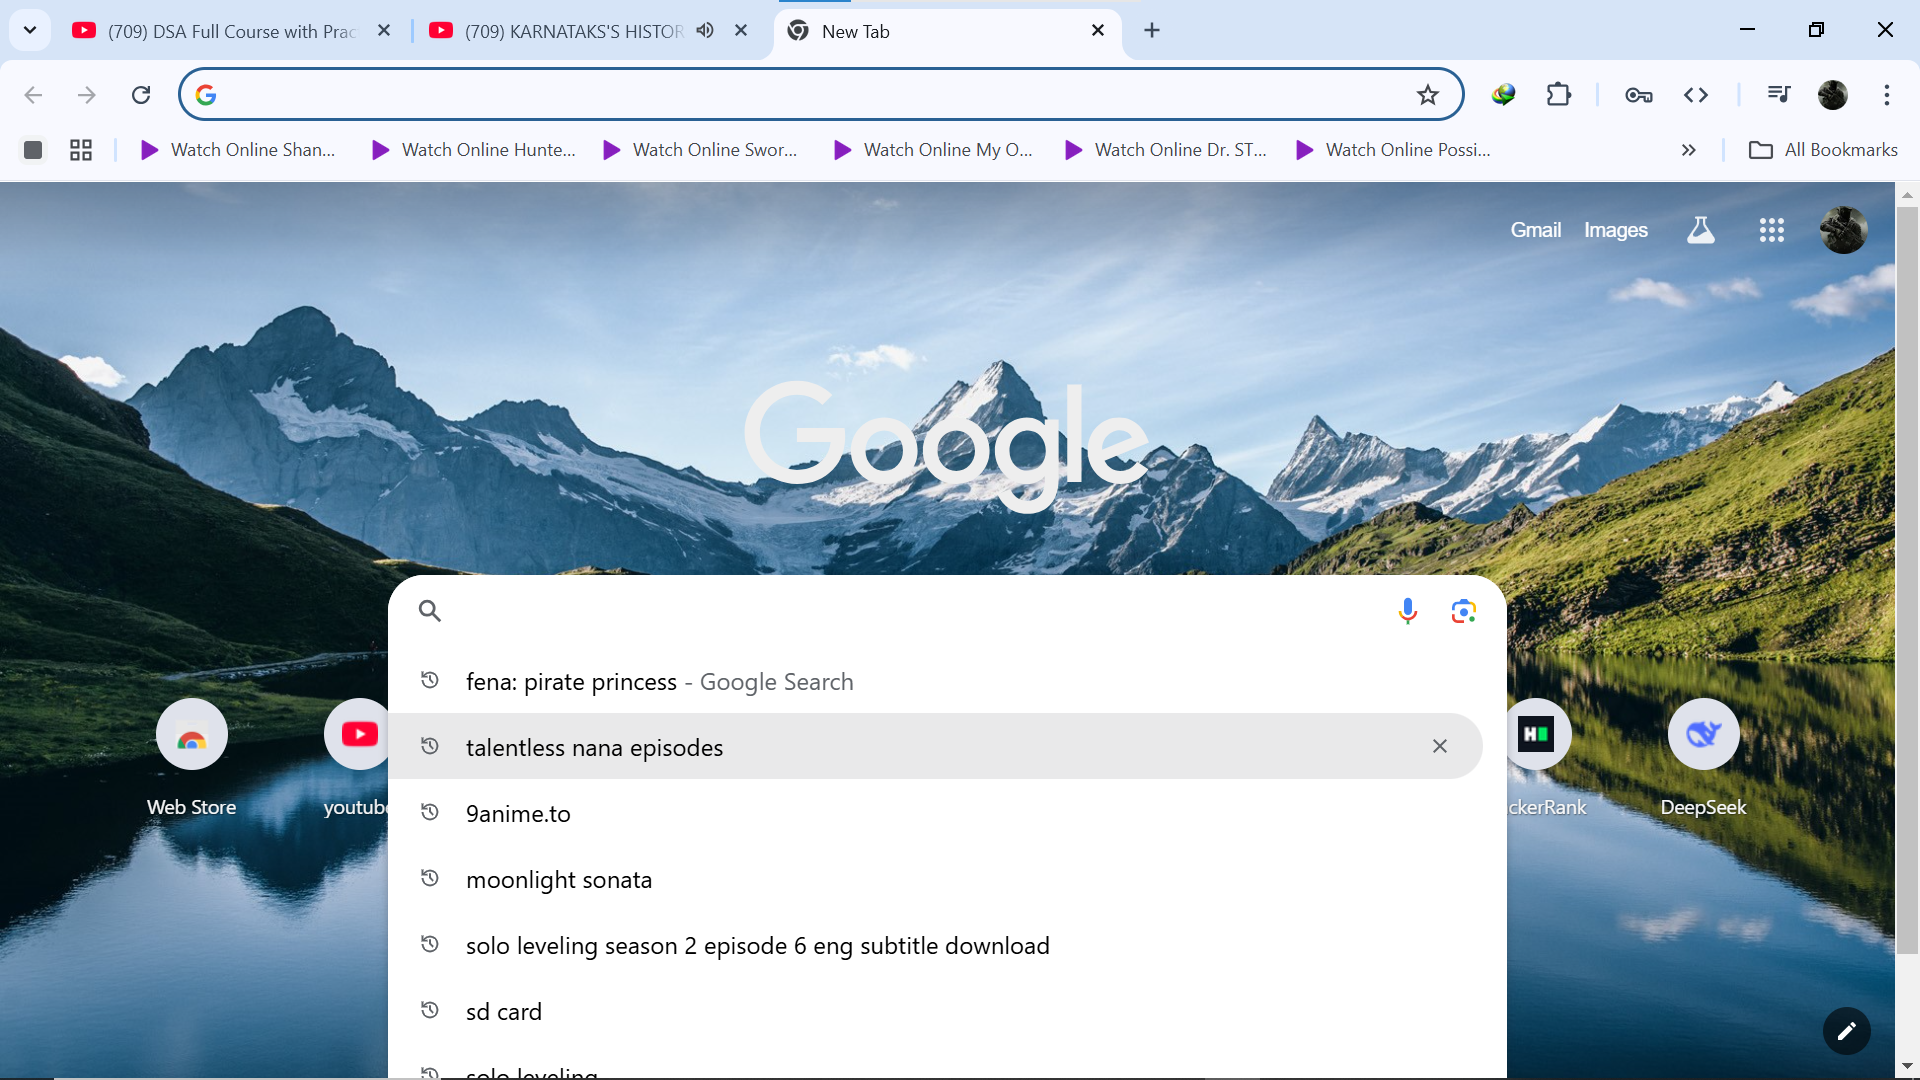 (709) DSA Full Course with Prac
(709) KARNATAKS'S HISTOR
New Tab
Watch Online Shan...
Watch Online Hunte...
Watch Online Swor...
Watch Online My O...
Watch Online Dr. ST...
Watch Online Possi...
All Bookmarks
Gmail
Images
Google
fena: pirate princess - Google Search
talentless nana episodes
9anime.to
moonlight sonata
solo leveling season 2 episode 6 eng subtitle download
sd card
solo leveling
Web Store
youtube
ckerRank
DeepSeek